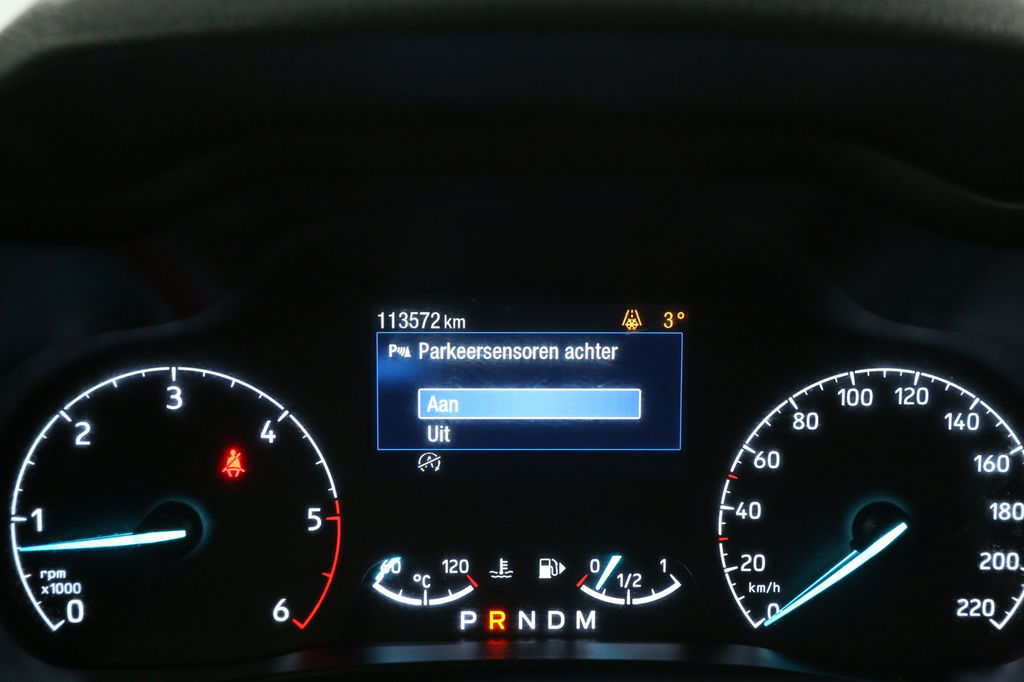 113572 km 3°
Parkeersensoren achter
Aan
Uit
0 1 2 3 4 5 6
rpm
x1000
60 120
°C
0 1/2 1
P R N D M
0 20 40 60 80 100 120 140 160 180 200 220
km/h